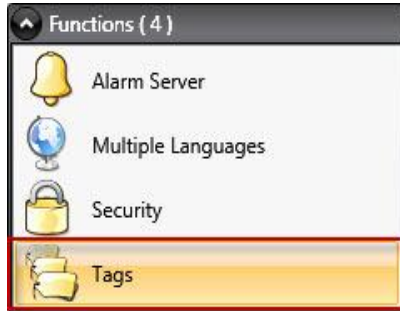 Functions ( 4 )
Alarm Server
Multiple Languages
Security
Tags